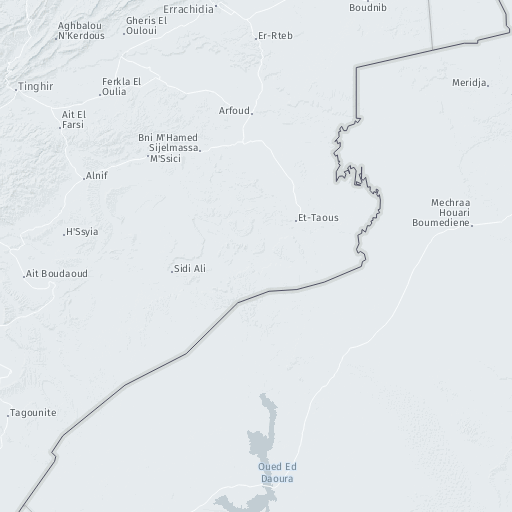 Errachidia
Boudnib
Gheris El
Ouloui
Aghbalou
N'Kerdous
Er-Rteb
Tinghir
Ferkla El
Oulia
Meridja
Ait El
Farsi
Arfoud
Bni M'Hamed
Sijelmassa
M'Ssici
Alnif
Mechraa
Houari
Boumediene
Et-Taous
H'Ssyia
Ait Boudaoud
Sidi Ali
Tagounite
Oued Ed
Daoura